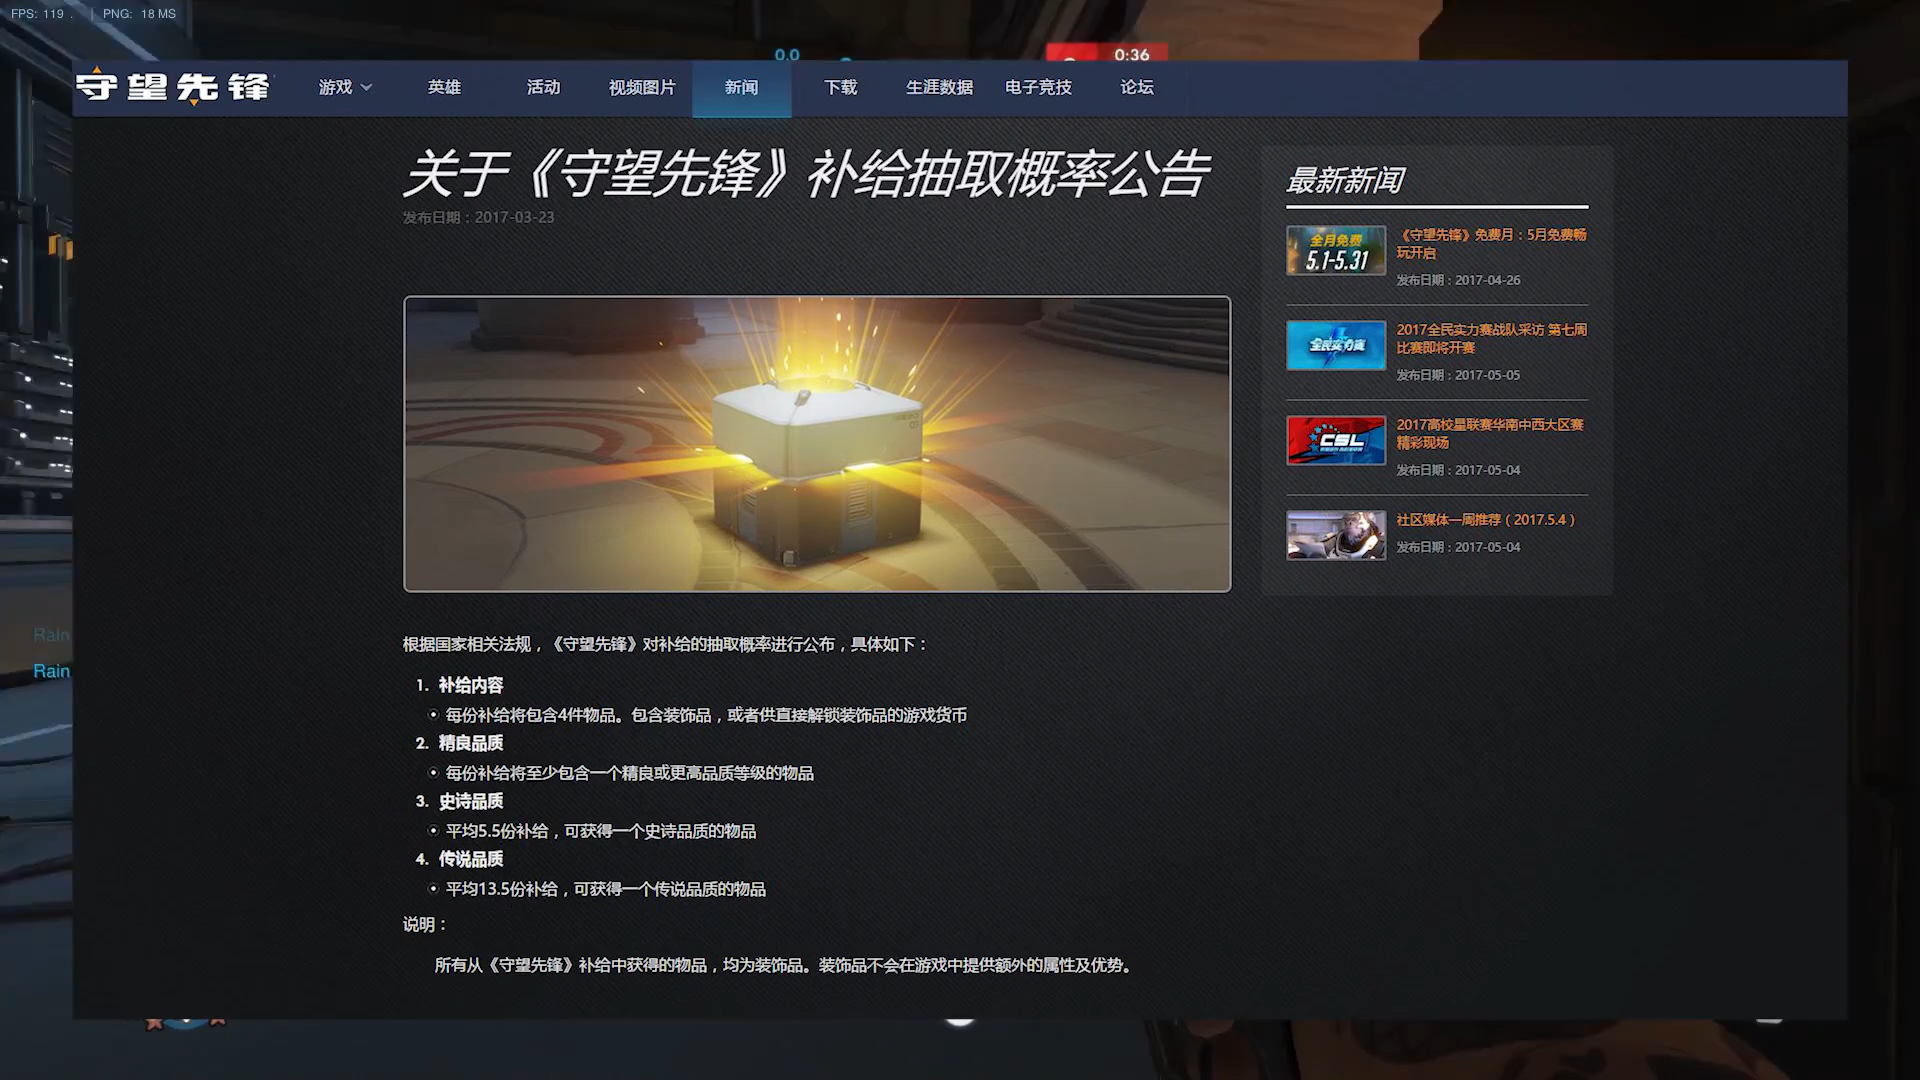 FPS: 119 . | PNG: 18 MS
0.0
0:36
守望先锋
游戏
英雄
活动
视频图片
新闻
下载
生涯数据
电子竞技
论坛
关于《守望先锋》补给抽取概率公告
发布日期：2017-03-23
根据国家相关法规，《守望先锋》对补给的抽取概率进行公布，具体如下：
1. 补给内容
每份补给将包含4件物品。包含装饰品，或者供直接解锁装饰品的游戏货币
2. 精良品质
每份补给将至少包含一个精良或更高品质等级的物品
3. 史诗品质
平均5.5份补给，可获得一个史诗品质的物品
4. 传说品质
平均13.5份补给，可获得一个传说品质的物品
说明：
所有从《守望先锋》补给中获得的物品，均为装饰品。装饰品不会在游戏中提供额外的属性及优势。
最新新闻
全月免费
5.1-5.31
《守望先锋》免费月：5月免费畅
玩开启
发布日期：2017-04-26
全民实力赛
2017全民实力赛战队采访 第七周
比赛即将开赛
发布日期：2017-05-05
CSL
2017高校星联赛华南中西大区赛
精彩现场
发布日期：2017-05-04
社区媒体一周推荐（2017.5.4）
发布日期：2017-05-04
Rain
Rain